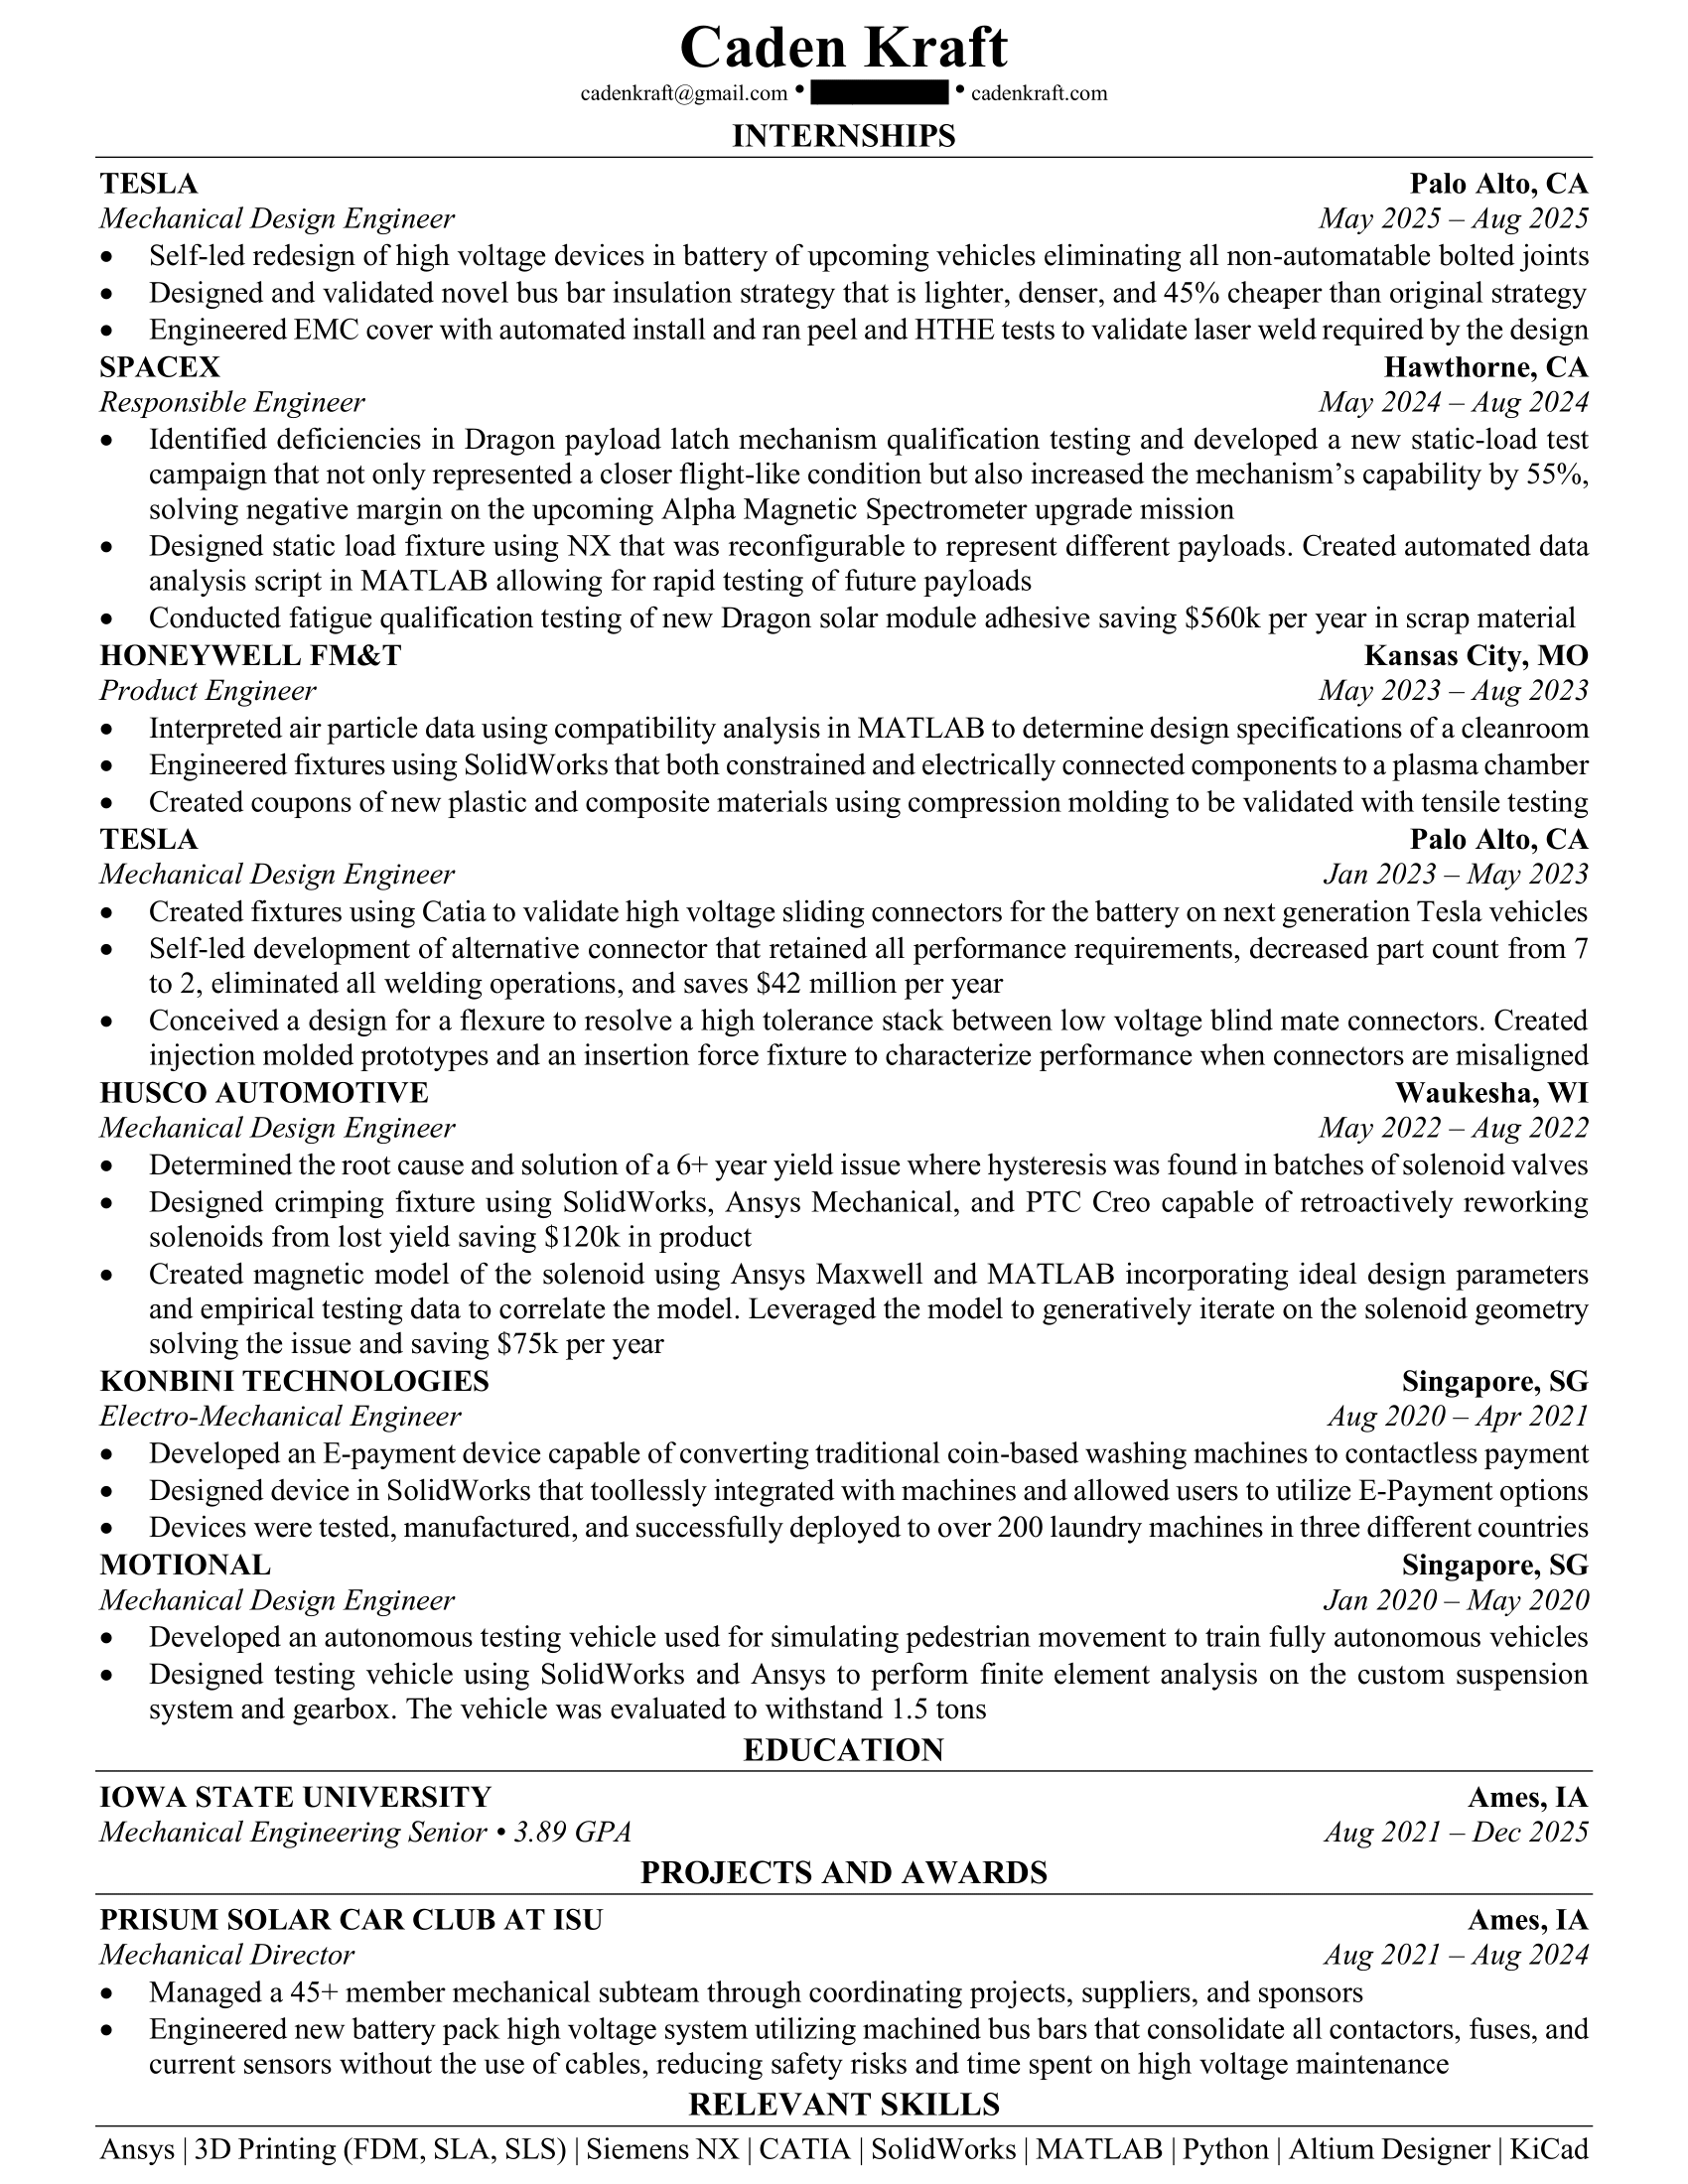 Caden Kraft
cadenkraft@gmail.com • • cadenkraft.com
INTERNSHIPS
TESLA Palo Alto, CA
Mechanical Design Engineer May 2025 – Aug 2025
• Self-led redesign of high voltage devices in battery of upcoming vehicles eliminating all non-automatable bolted joints
• Designed and validated novel bus bar insulation strategy that is lighter, denser, and 45% cheaper than original strategy
• Engineered EMC cover with automated install and ran peel and HTHE tests to validate laser weld required by the design
SPACEX Hawthorne, CA
Responsible Engineer May 2024 – Aug 2024
• Identified deficiencies in Dragon payload latch mechanism qualification testing and developed a new static-load test
campaign that not only represented a closer flight-like condition but also increased the mechanism’s capability by 55%,
solving negative margin on the upcoming Alpha Magnetic Spectrometer upgrade mission
• Designed static load fixture using NX that was reconfigurable to represent different payloads. Created automated data
analysis script in MATLAB allowing for rapid testing of future payloads
• Conducted fatigue qualification testing of new Dragon solar module adhesive saving $560k per year in scrap material
HONEYWELL FM&T Kansas City, MO
Product Engineer May 2023 – Aug 2023
• Interpreted air particle data using compatibility analysis in MATLAB to determine design specifications of a cleanroom
• Engineered fixtures using SolidWorks that both constrained and electrically connected components to a plasma chamber
• Created coupons of new plastic and composite materials using compression molding to be validated with tensile testing
TESLA Palo Alto, CA
Mechanical Design Engineer Jan 2023 – May 2023
• Created fixtures using Catia to validate high voltage sliding connectors for the battery on next generation Tesla vehicles
• Self-led development of alternative connector that retained all performance requirements, decreased part count from 7
to 2, eliminated all welding operations, and saves $42 million per year
• Conceived a design for a flexure to resolve a high tolerance stack between low voltage blind mate connectors. Created
injection molded prototypes and an insertion force fixture to characterize performance when connectors are misaligned
HUSCO AUTOMOTIVE Waukesha, WI
Mechanical Design Engineer May 2022 – Aug 2022
• Determined the root cause and solution of a 6+ year yield issue where hysteresis was found in batches of solenoid valves
• Designed crimping fixture using SolidWorks, Ansys Mechanical, and PTC Creo capable of retroactively reworking
solenoids from lost yield saving $120k in product
• Created magnetic model of the solenoid using Ansys Maxwell and MATLAB incorporating ideal design parameters
and empirical testing data to correlate the model. Leveraged the model to generatively iterate on the solenoid geometry
solving the issue and saving $75k per year
KONBINI TECHNOLOGIES Singapore, SG
Electro-Mechanical Engineer Aug 2020 – Apr 2021
• Developed an E-payment device capable of converting traditional coin-based washing machines to contactless payment
• Designed device in SolidWorks that toollessly integrated with machines and allowed users to utilize E-Payment options
• Devices were tested, manufactured, and successfully deployed to over 200 laundry machines in three different countries
MOTIONAL Singapore, SG
Mechanical Design Engineer Jan 2020 – May 2020
• Developed an autonomous testing vehicle used for simulating pedestrian movement to train fully autonomous vehicles
• Designed testing vehicle using SolidWorks and Ansys to perform finite element analysis on the custom suspension
system and gearbox. The vehicle was evaluated to withstand 1.5 tons
EDUCATION
IOWA STATE UNIVERSITY Ames, IA
Mechanical Engineering Senior • 3.89 GPA Aug 2021 – Dec 2025
PROJECTS AND AWARDS
PRISUM SOLAR CAR CLUB AT ISU Ames, IA
Mechanical Director Aug 2021 – Aug 2024
• Managed a 45+ member mechanical subteam through coordinating projects, suppliers, and sponsors
• Engineered new battery pack high voltage system utilizing machined bus bars that consolidate all contactors, fuses, and
current sensors without the use of cables, reducing safety risks and time spent on high voltage maintenance
RELEVANT SKILLS
Ansys | 3D Printing (FDM, SLA, SLS) | Siemens NX | CATIA | SolidWorks | MATLAB | Python | Altium Designer | KiCad